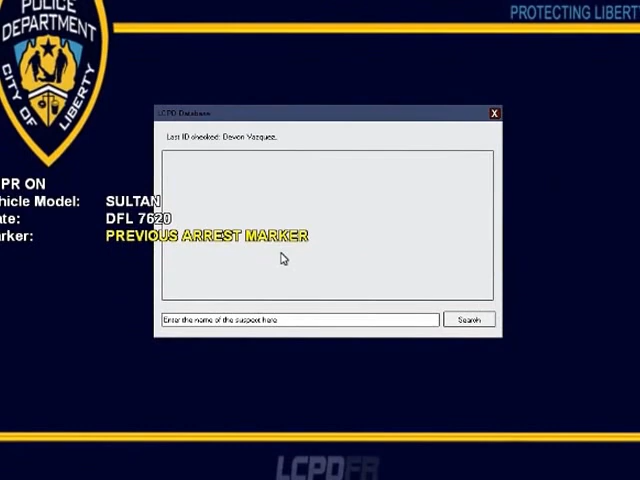 POLICE
DEPARTMENT
CITY OF LIBERTY
PROTECTING LIBERTY
LCPD Database
X
Last ID checked: Devon Vazquez.
PR ON
hicle Model: SULTAN
ate: DFL 7620
arker: PREVIOUS ARREST MARKER
Enter the name of the suspect here
Search
LCPDFR